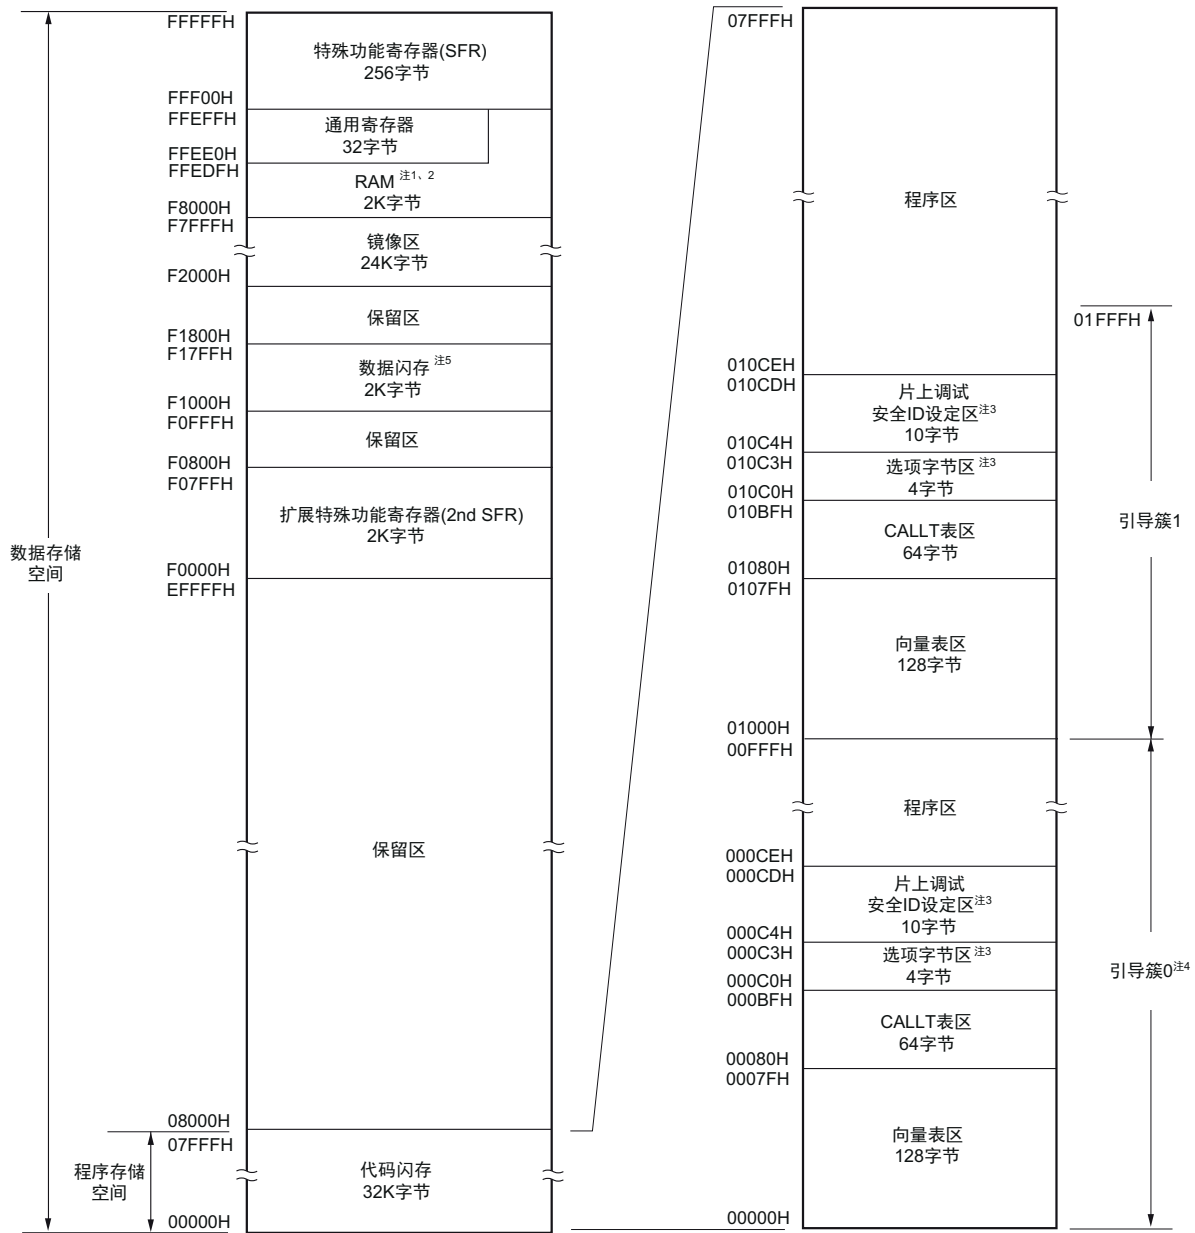 FFFFFH
特殊功能寄存器(SFR)
256字节
FFF00H
FFEFFH
通用寄存器
32字节
FFEE0H
FFEDFH
RAM 注1、2
2K字节
F8000H
F7FFFH
镜像区
24K字节
F2000H
保留区
F1800H
F17FFH
数据闪存 注5
2K字节
F1000H
F0FFFH
保留区
F0800H
F07FFH
扩展特殊功能寄存器(2nd SFR)
2K字节
F0000H
EFFFFH
数据存储
空间
保留区
08000H
07FFFH
程序存储
空间
代码闪存
32K字节
00000H
07FFFH
程序区
01FFFH
010CEH
010CDH
片上调试
安全ID设定区注3
10字节
010C4H
010C3H
选项字节区 注3
4字节
010C0H
010BFH
CALLT表区
64字节
引导簇1
01080H
0107FH
向量表区
128字节
01000H
00FFFH
程序区
000CEH
000CDH
片上调试
安全ID设定区注3
10字节
000C4H
000C3H
选项字节区注3
4字节
000C0H
000BFH
引导簇0注4
CALLT表区
64字节
00080H
0007FH
向量表区
128字节
00000H